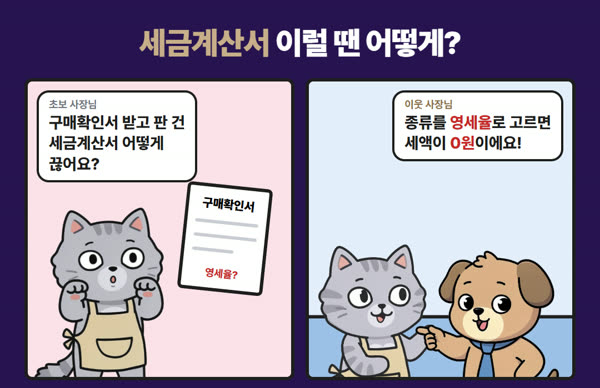 세금계산서 이럴 땐 어떻게?
초보 사장님
구매확인서 받고 판 건
세금계산서 어떻게
끊어요?
구매확인서
영세율?
이웃 사장님
종류를 영세율로 고르면
세액이 0원이에요!